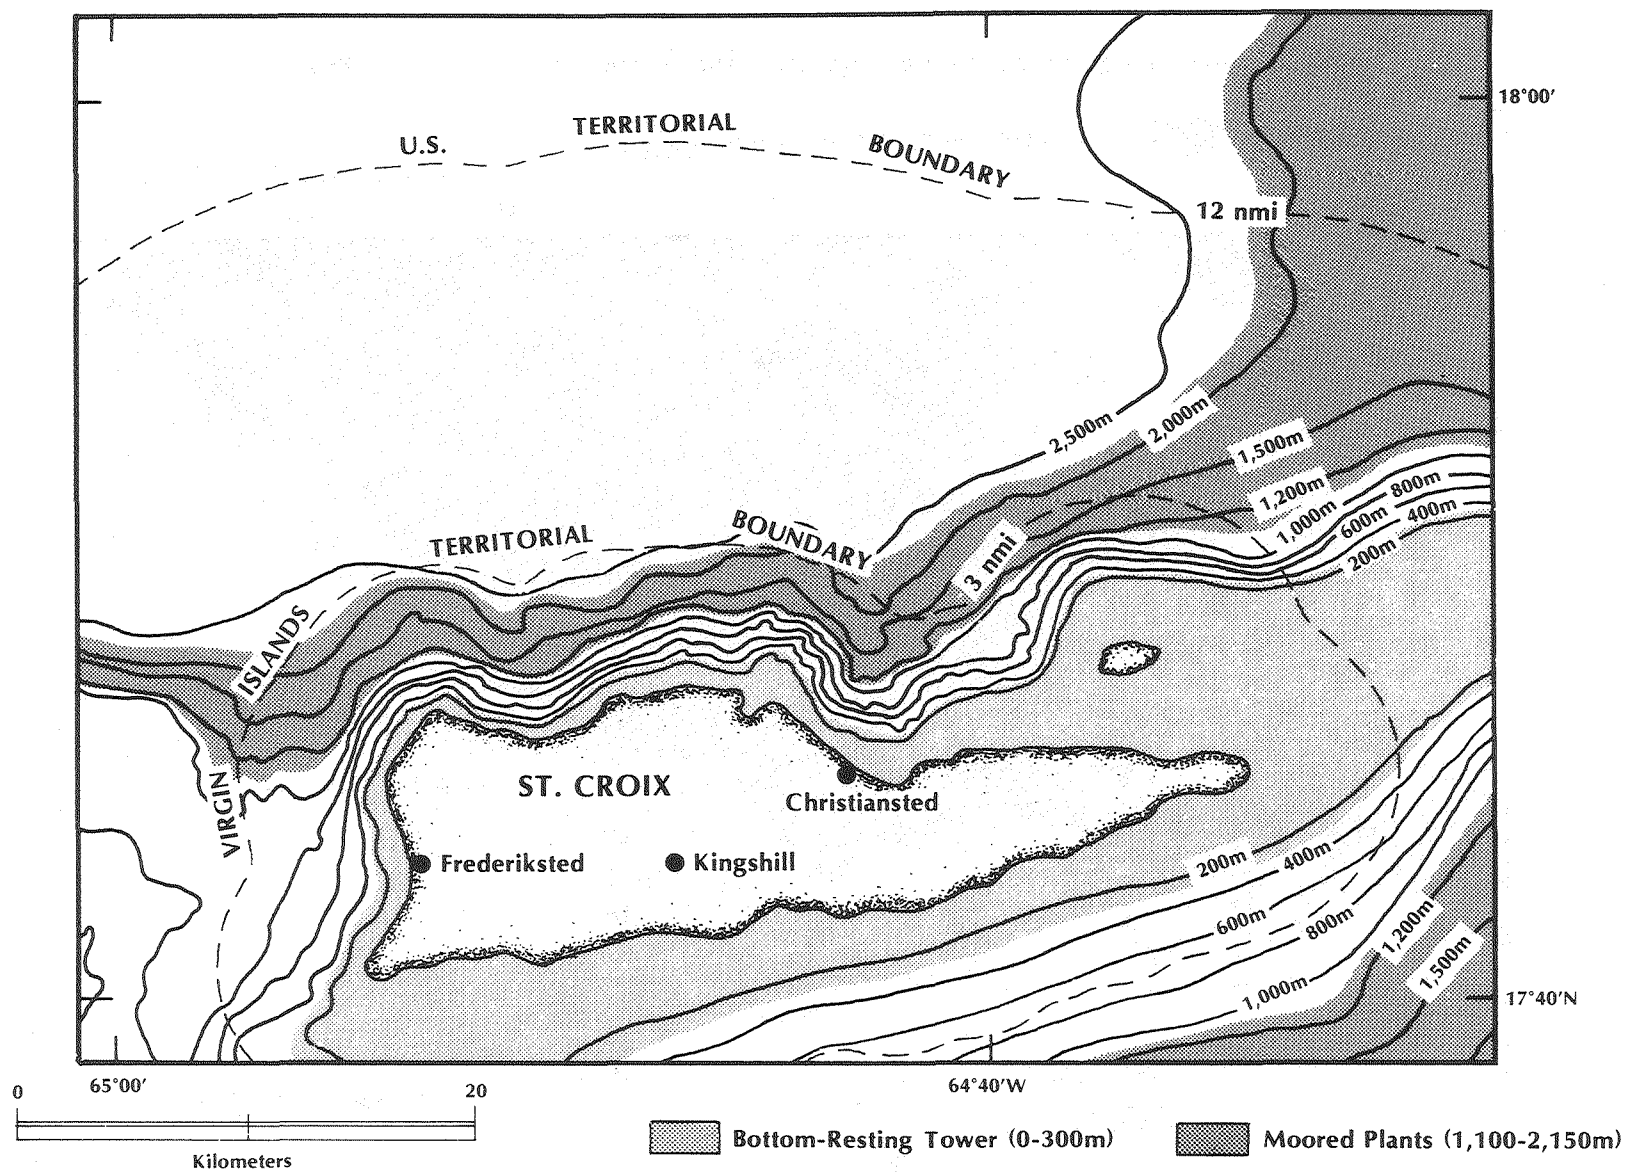 18°00′
U.S.
TERRITORIAL
BOUNDARY
12 nmi
2,500m
2,000m
1,500m
1,200m
1,000m
800m
600m
400m
200m
TERRITORIAL
BOUNDARY
3 nmi
ISLANDS
VIRGIN
ST. CROIX
Christiansted
Frederiksted
Kingshill
200m
400m
600m
800m
1,000m
1,200m
1,500m
17°40′N
65°00′
64°40′W
0
20
Kilometers
Bottom-Resting Tower (0-300m)
Moored Plants (1,100-2,150m)